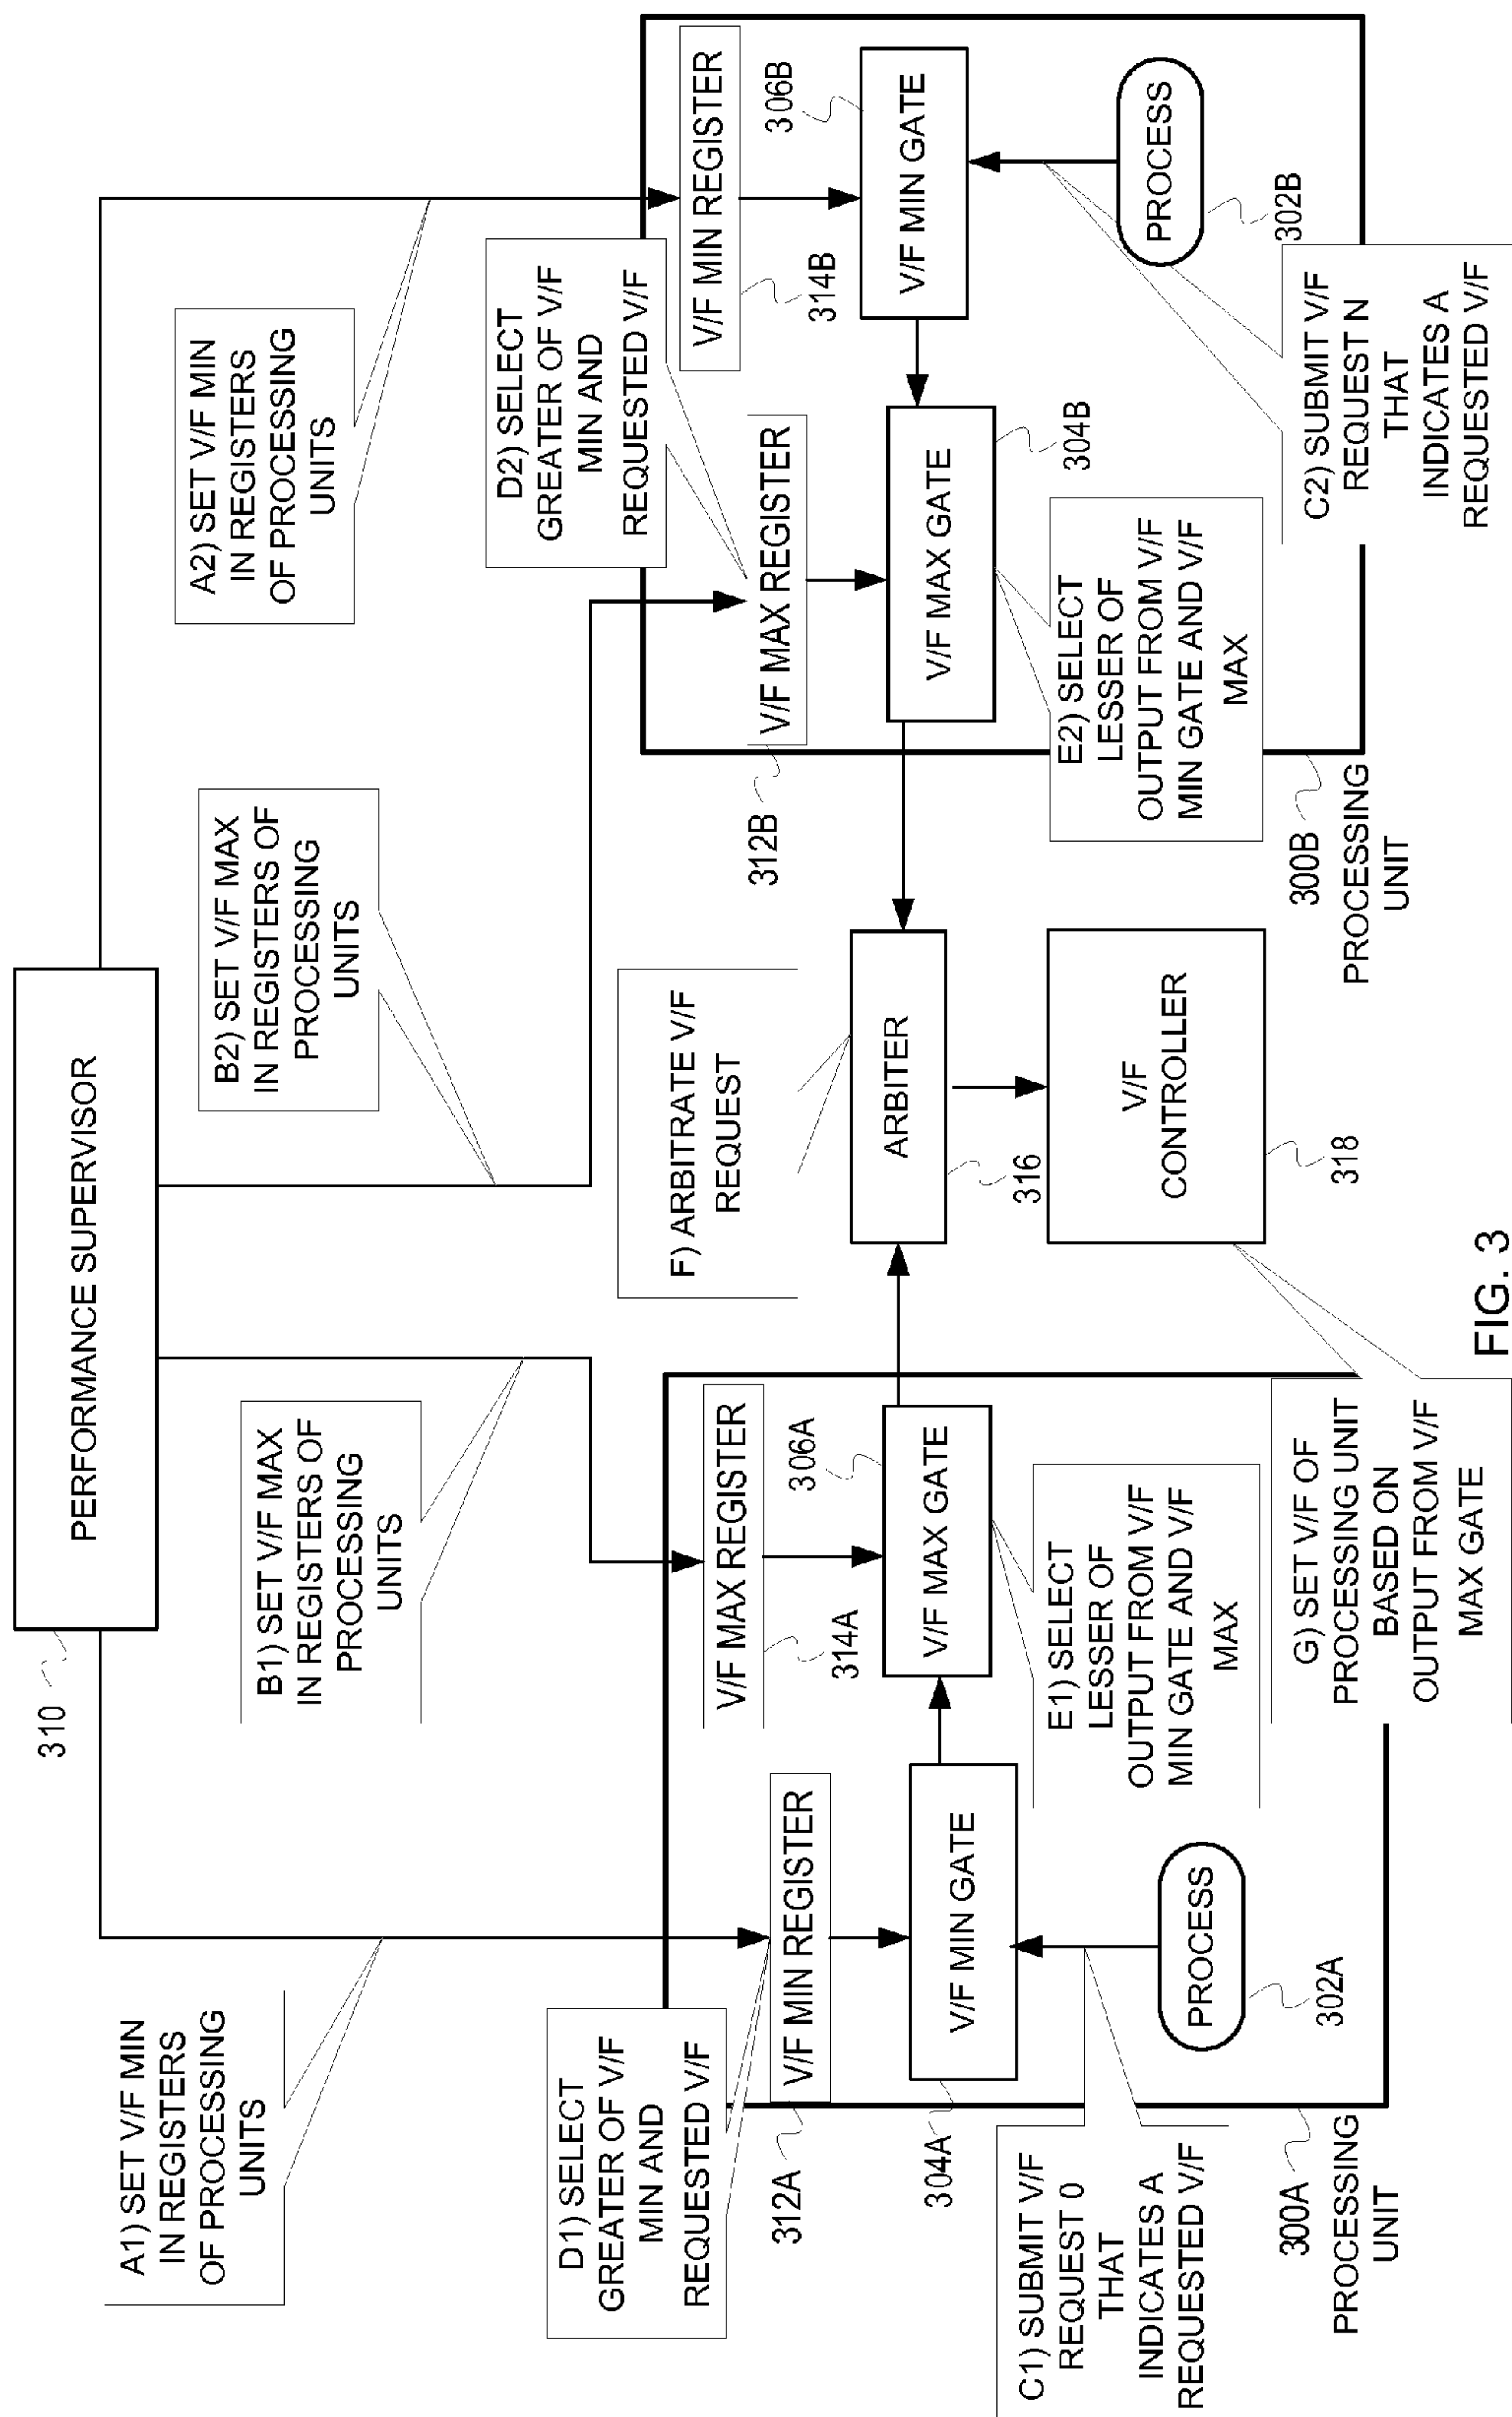 PERFORMANCE SUPERVISOR
310
A1) SET V/F MIN
IN REGISTERS
OF PROCESSING
UNITS
B1) SET V/F MAX
IN REGISTERS OF
PROCESSING
UNITS
B2) SET V/F MAX
IN REGISTERS OF
PROCESSING
UNITS
A2) SET V/F MIN
IN REGISTERS
OF PROCESSING
UNITS
D1) SELECT
GREATER OF V/F
MIN AND
REQUESTED V/F
312A
V/F MIN REGISTER
V/F MAX REGISTER
314A
306A
V/F MIN GATE
304A
V/F MAX GATE
C1) SUBMIT V/F
REQUEST 0
THAT
INDICATES A
REQUESTED V/F
PROCESS
302A
E1) SELECT
LESSER OF
OUTPUT FROM V/F
MIN GATE AND V/F
MAX
300A
PROCESSING
UNIT
F) ARBITRATE V/F
REQUEST
ARBITER
316
V/F
CONTROLLER
318
G) SET V/F OF
PROCESSING UNIT
BASED ON
OUTPUT FROM V/F
MAX GATE
D2) SELECT
GREATER OF V/F
MIN AND
REQUESTED V/F
V/F MIN REGISTER
314B
306B
V/F MAX REGISTER
312B
V/F MIN GATE
V/F MAX GATE
304B
PROCESS
302B
E2) SELECT
LESSER OF
OUTPUT FROM V/F
MIN GATE AND V/F
MAX
C2) SUBMIT V/F
REQUEST N
THAT
INDICATES A
REQUESTED V/F
300B
PROCESSING
UNIT
FIG. 3